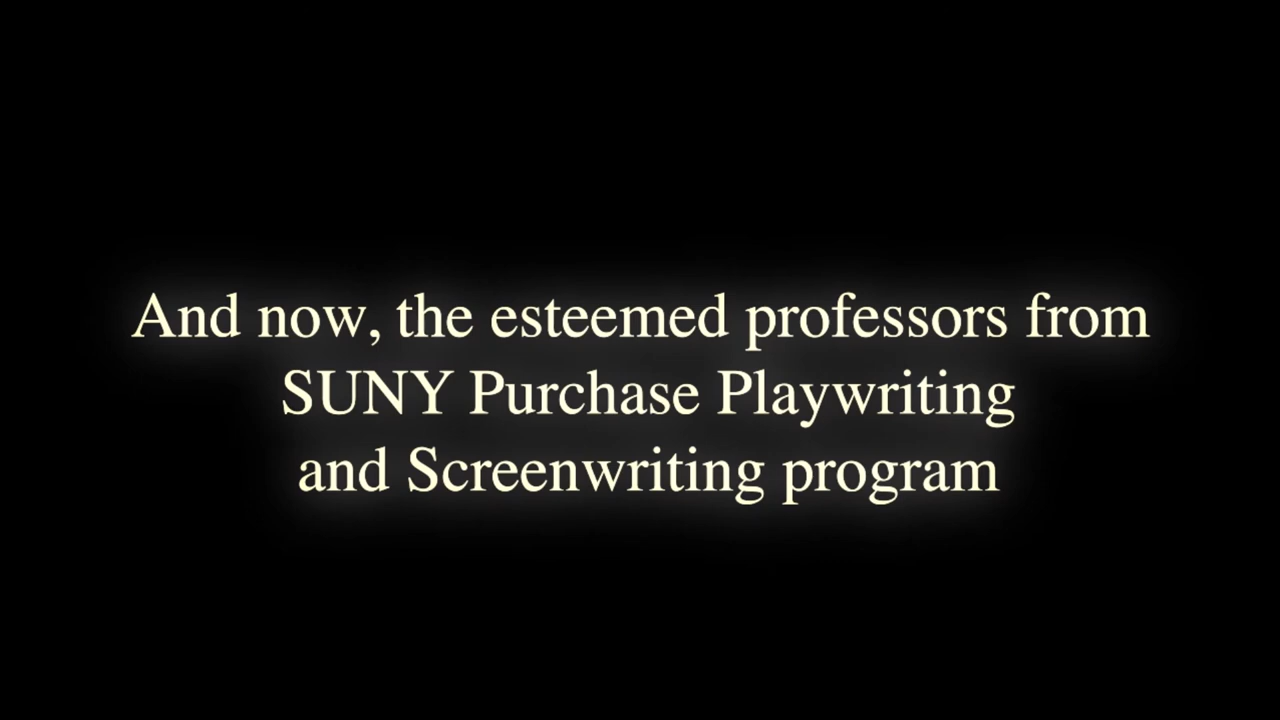 And now, the esteemed professors from
SUNY Purchase Playwriting
and Screenwriting program